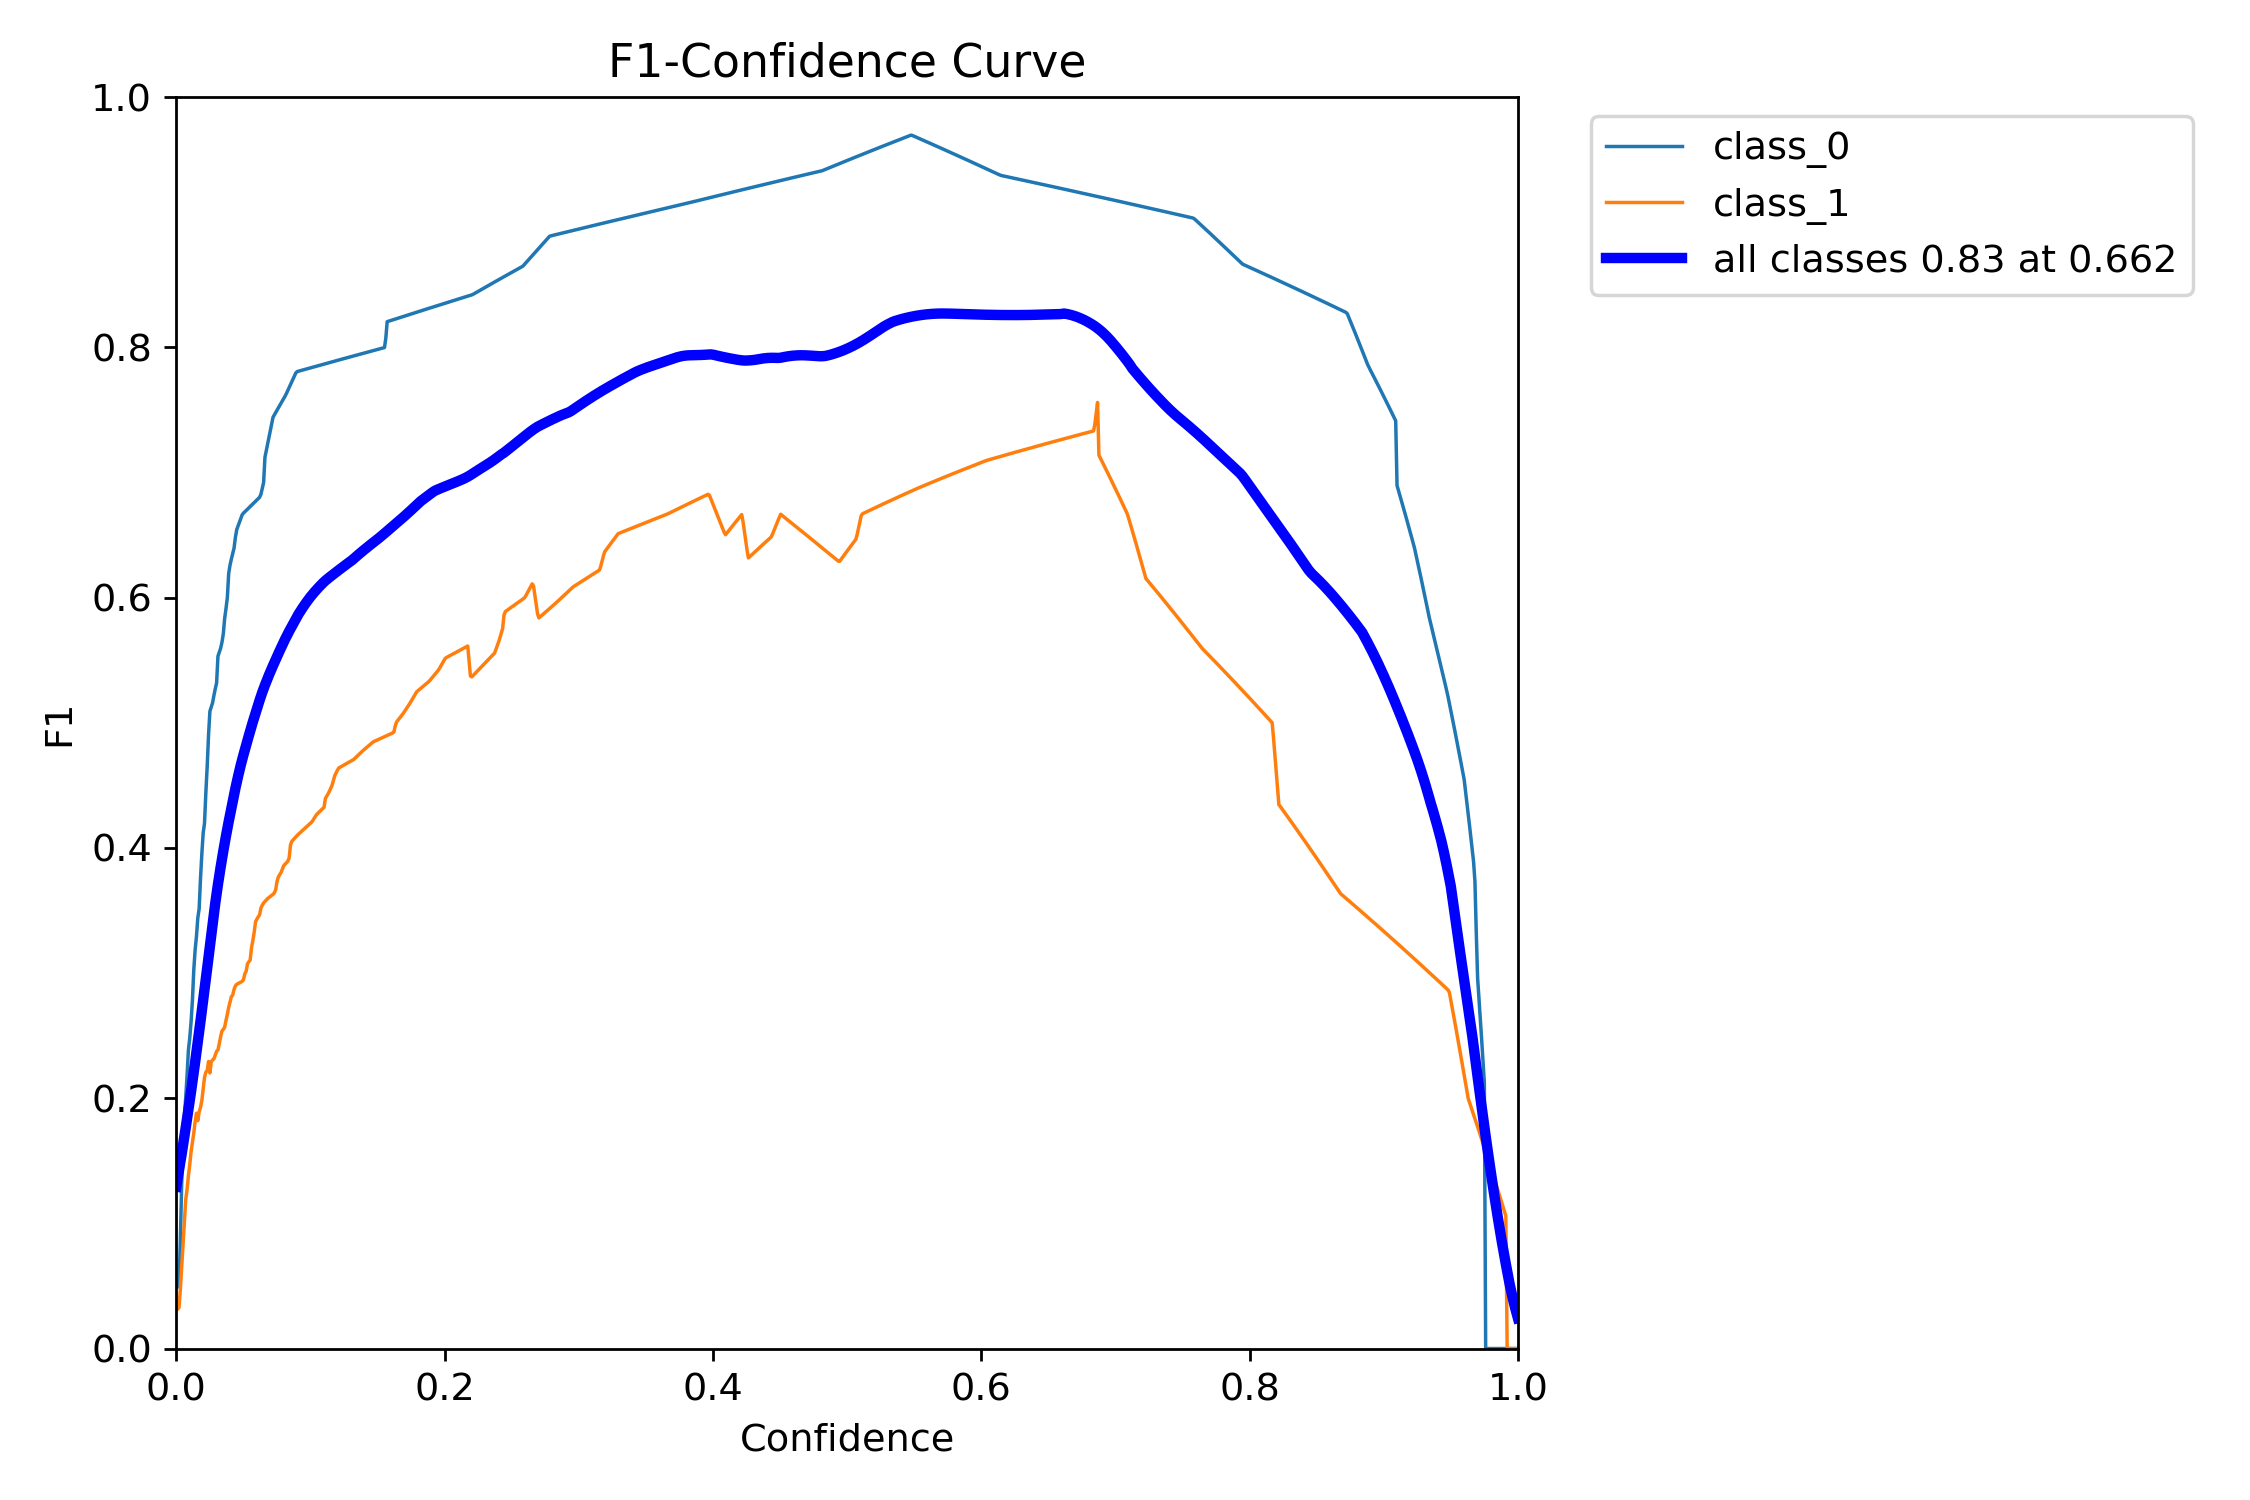 F1-Confidence Curve
1.0
0.8
0.6
0.4
0.2
0.0
F1
0.0 0.2 0.4 0.6 0.8 1.0
Confidence
class_0
class_1
all classes 0.83 at 0.662